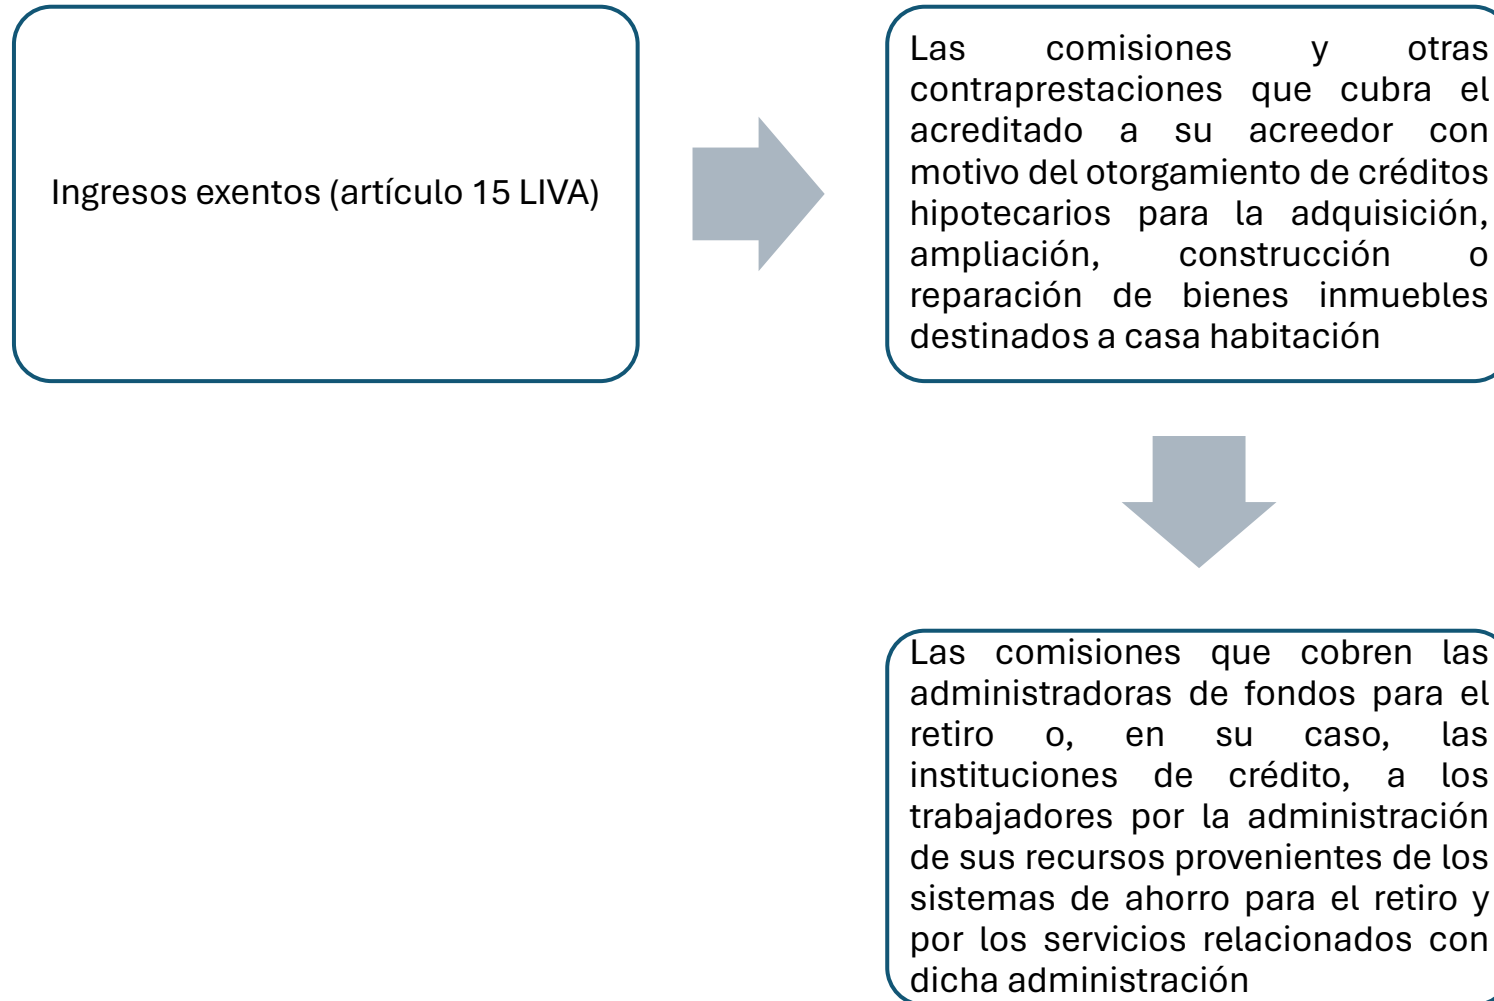 Ingresos exentos (artículo 15 LIVA)
Las comisiones y otras
contraprestaciones que cubra el
acreditado a su acreedor con
motivo del otorgamiento de créditos
hipotecarios para la adquisición,
ampliación, construcción o
reparación de bienes inmuebles
destinados a casa habitación
Las comisiones que cobren las
administradoras de fondos para el
retiro o, en su caso, las
instituciones de crédito, a los
trabajadores por la administración
de sus recursos provenientes de los
sistemas de ahorro para el retiro y
por los servicios relacionados con
dicha administración